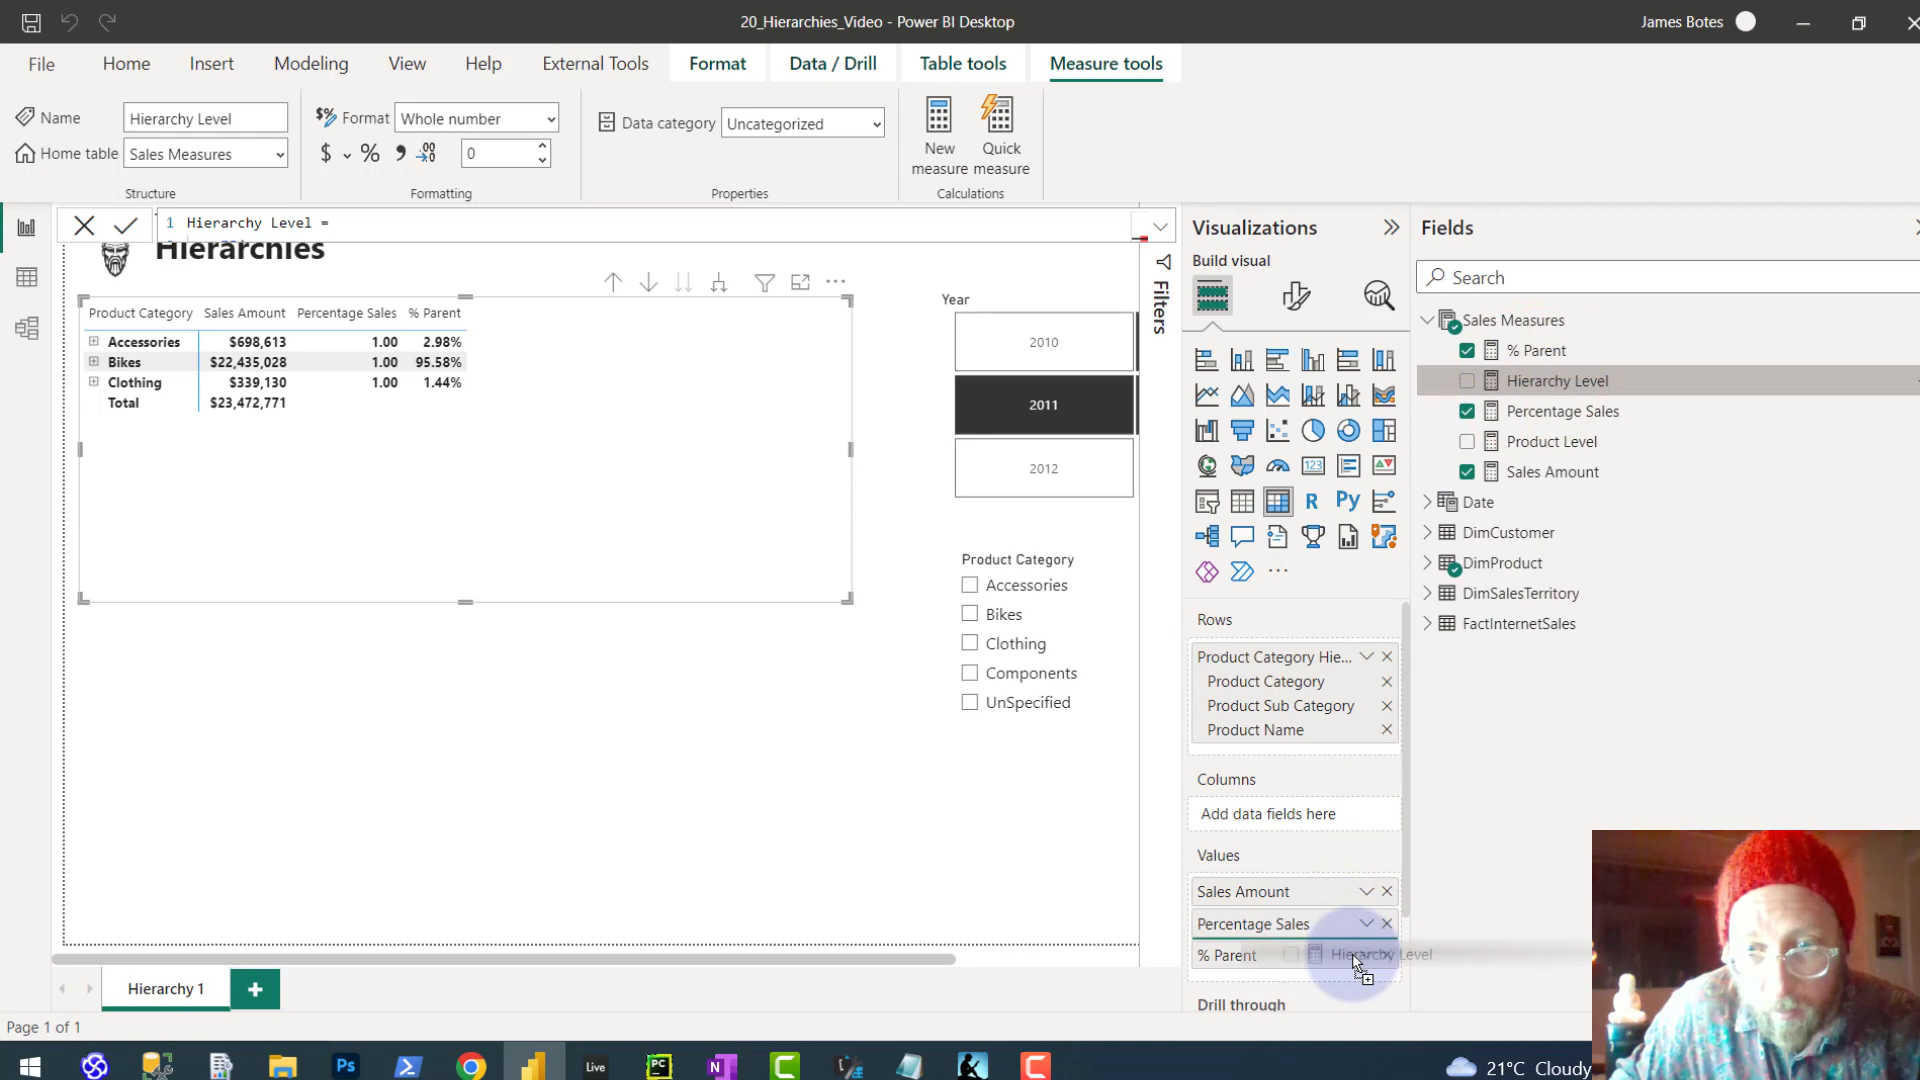 20_Hierarchies_Video - Power BI Desktop
James Botes
File
Home
Insert
Modeling
View
Help
External Tools
Format
Data / Drill
Table tools
Measure tools
Name
Hierarchy Level
Format
Whole number
Data category
Uncategorized
New
measure
Quick
measure
Home table
Sales Measures
$
%
0
Structure
Formatting
Properties
Calculations
1 Hierarchy Level =
Hierarchies
Product Category
Sales Amount
Percentage Sales
% Parent
Accessories
$698,613
1.00
2.98%
Bikes
$22,435,028
1.00
95.58%
Clothing
$339,130
1.00
1.44%
Total
$23,472,771
Year
2010
2011
2012
Product Category
Accessories
Bikes
Clothing
Components
UnSpecified
Filters
Visualizations
Build visual
123
R
Py
Rows
Product Category Hie...
Product Category
Product Sub Category
Product Name
Columns
Add data fields here
Values
Sales Amount
Percentage Sales
% Parent
Hierarchy Level
Drill through
Fields
Search
Sales Measures
% Parent
Hierarchy Level
Percentage Sales
Product Level
Sales Amount
Date
DimCustomer
DimProduct
DimSalesTerritory
FactInternetSales
Hierarchy 1
Page 1 of 1
Ps
Live
PC
N
C
C
21°C Cloudy